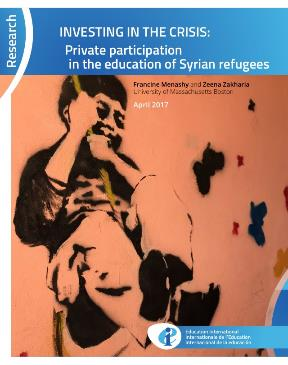 Research
INVESTING IN THE CRISIS:
Private participation
in the education of Syrian refugees
Francine Menashy and Zeena Zakharia
University of Massachusetts Boston
April 2017
Education International
Internationale de l'Education
Internacional de la Educación